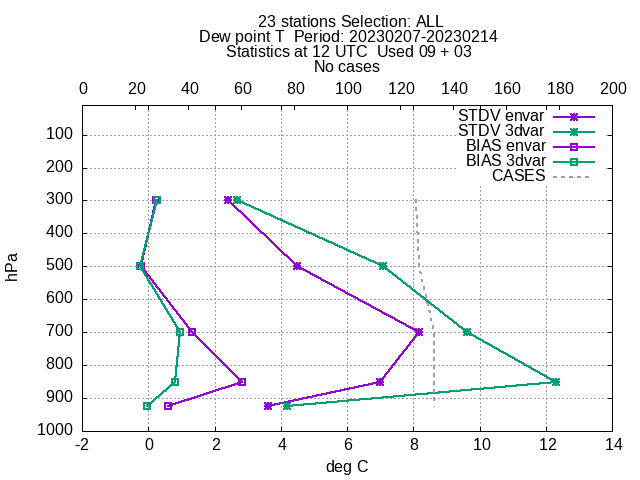 23 stations Selection: ALL
Dew point T  Period: 20230207-20230214
Statistics at 12 UTC  Used 09 + 03
No cases
0 20 40 60 80 100 120 140 160 180 200
STDV envar
STDV 3dvar
BIAS envar
BIAS 3dvar
CASES
100
200
300
400
500
600
700
800
900
1000
hPa
-2 0 2 4 6 8 10 12 14
deg C